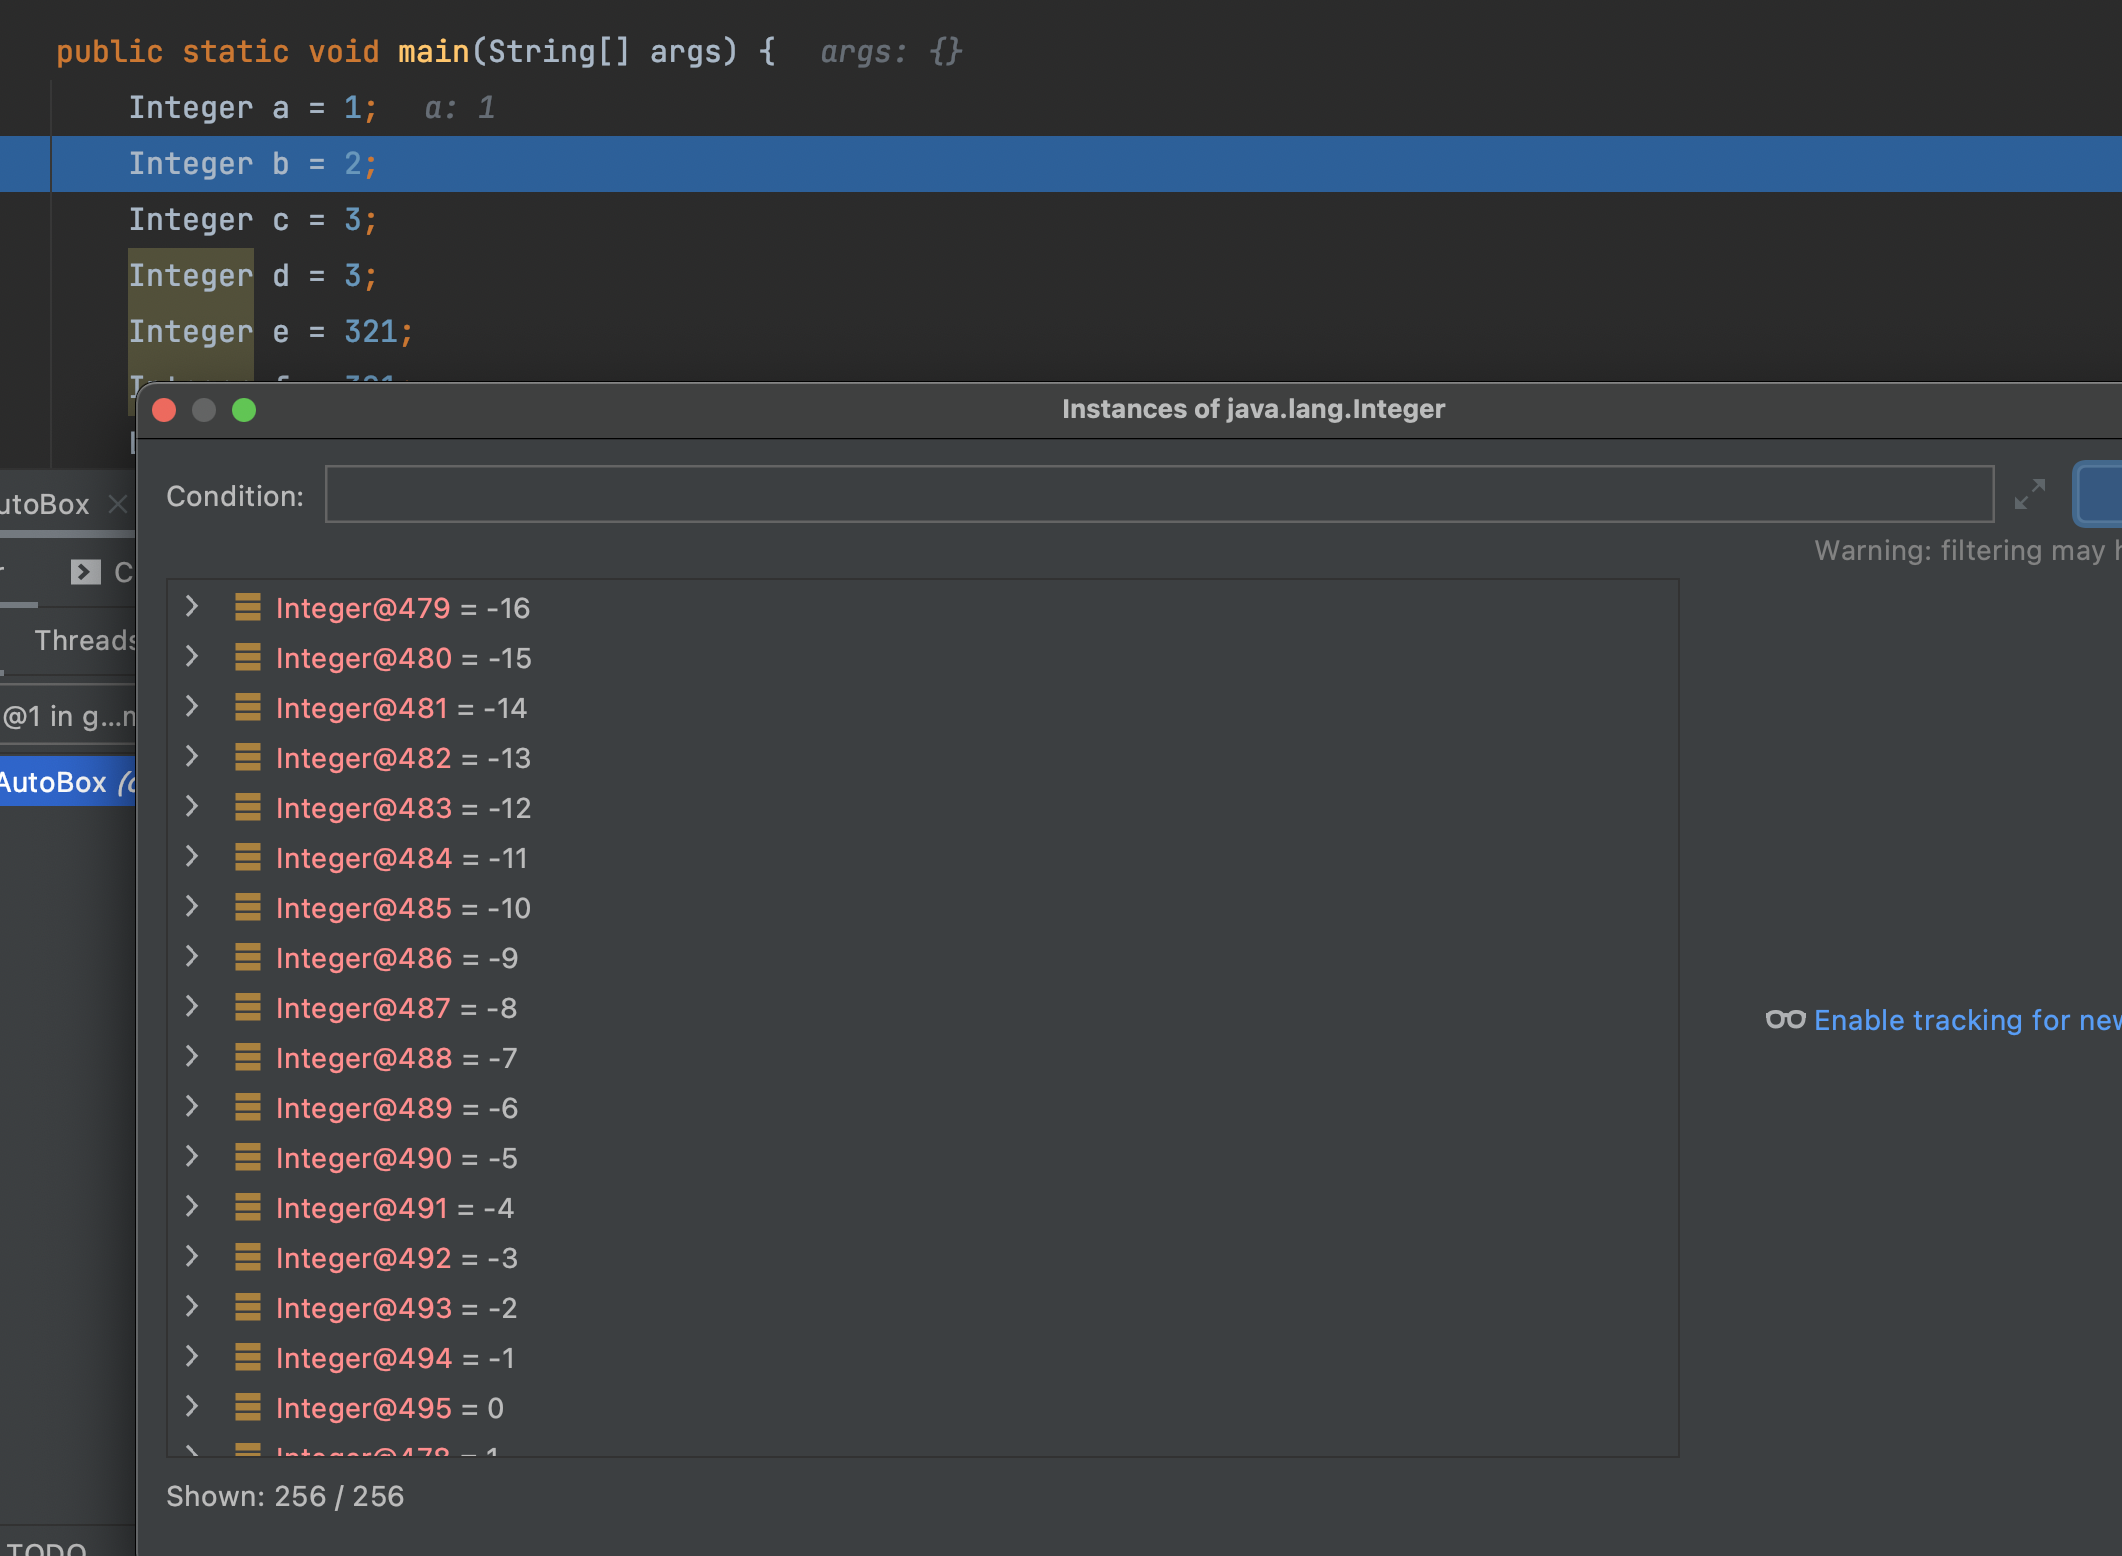 public static void main(String[] args) {  args: {}
Integer a = 1;  a: 1
Integer b = 2;
Integer c = 3;
Integer d = 3;
Integer e = 321;
Instances of java.lang.Integer
utoBox
Condition:
Warning: filtering may
C
Threads
@1 in g...
AutoBox
Integer@479 = -16
Integer@480 = -15
Integer@481 = -14
Integer@482 = -13
Integer@483 = -12
Integer@484 = -11
Integer@485 = -10
Integer@486 = -9
Integer@487 = -8
Integer@488 = -7
Integer@489 = -6
Integer@490 = -5
Integer@491 = -4
Integer@492 = -3
Integer@493 = -2
Integer@494 = -1
Integer@495 = 0
Integer@478 = 1
Enable tracking for new
Shown: 256 / 256
TODO